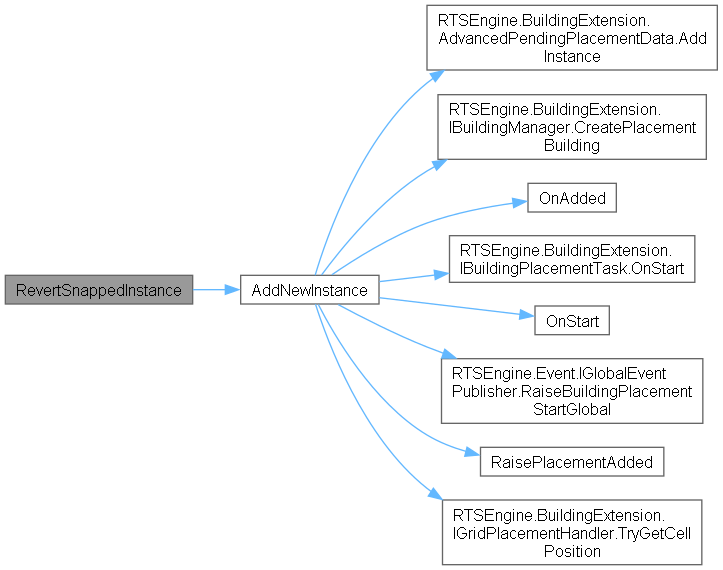 RTSEngine.BuildingExtension.
AdvancedPendingPlacementData.Add
Instance
RTSEngine.BuildingExtension.
IBuildingManager.CreatePlacement
Building
OnAdded
RTSEngine.BuildingExtension.
IBuildingPlacementTask.OnStart
RevertSnappedInstance
AddNewInstance
OnStart
RTSEngine.Event.IGlobalEvent
Publisher.RaiseBuildingPlacement
StartGlobal
RaisePlacementAdded
RTSEngine.BuildingExtension.
IGridPlacementHandler.TryGetCell
Position